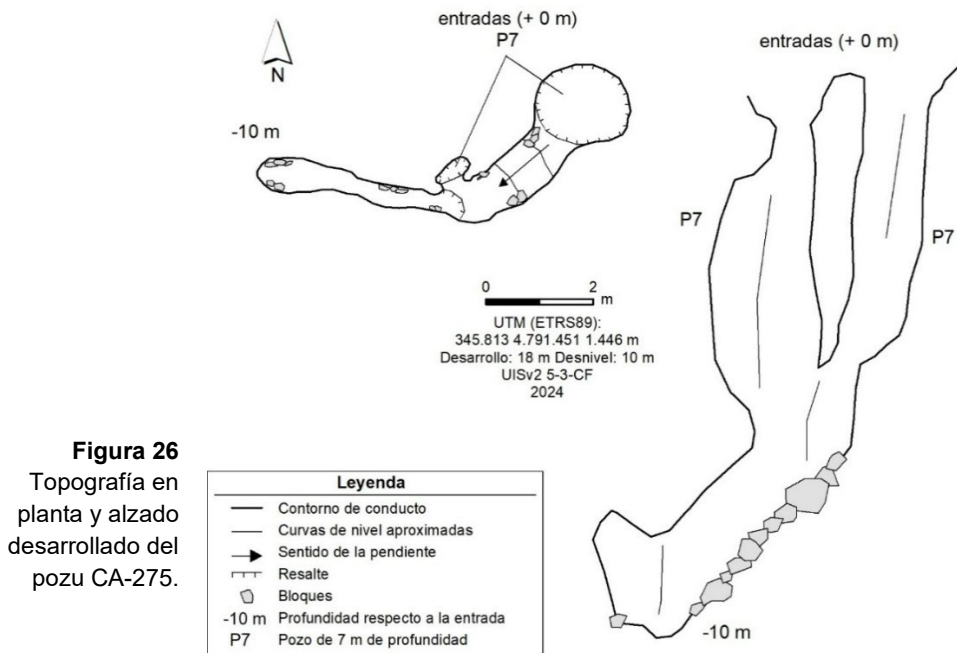 entradas (+ 0 m)
P7
N
-10 m
entradas (+ 0 m)
P7
P7
-10 m
0 2
m
UTM (ETRS89):
345.813 4.791.451 1.446 m
Desarrollo: 18 m Desnivel: 10 m
UISv2 5-3-CF
2024
Figura 26
Topografía en
planta y alzado
desarrollado del
pozu CA-275.
Leyenda
Contorno de conducto
Curvas de nivel aproximadas
Sentido de la pendiente
Resalte
Bloques
-10 m Profundidad respecto a la entrada
P7 Pozo de 7 m de profundidad